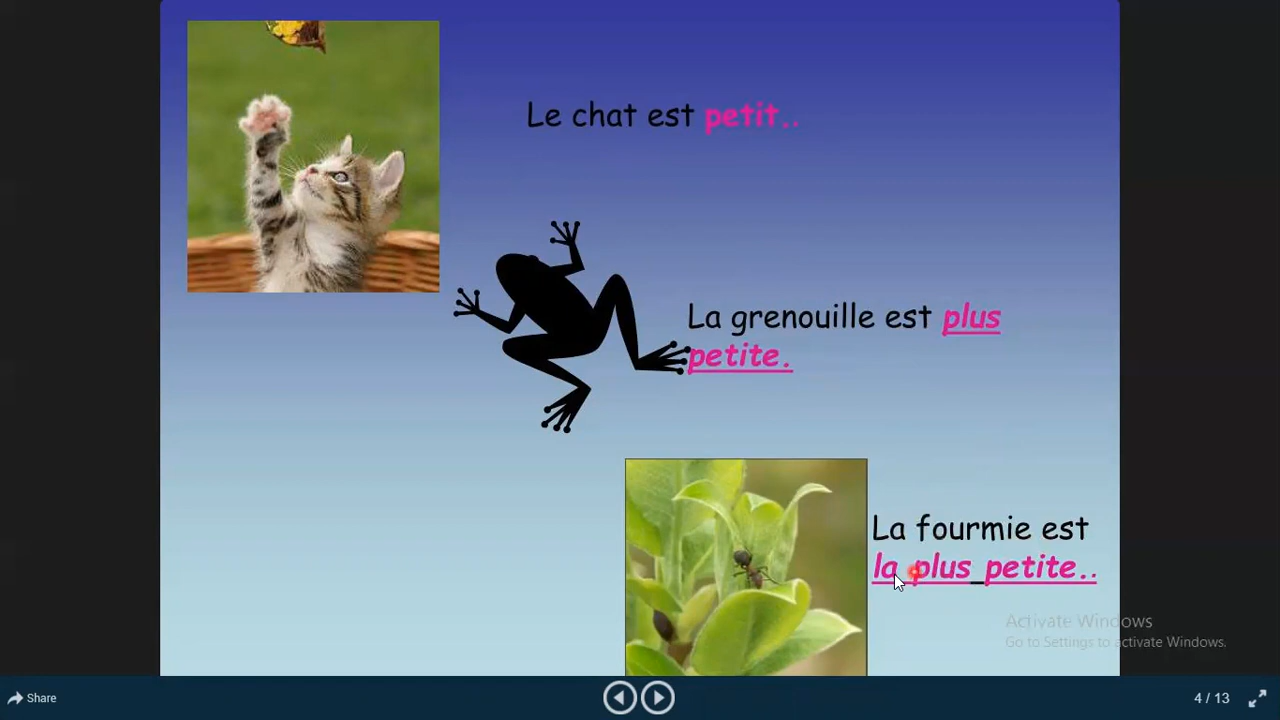 Le chat est petit..
La grenouille est plus
petite.
La fourmie est
la plus petite..
Activate Windows
Go to Settings to activate Windows.
Share
4 / 13